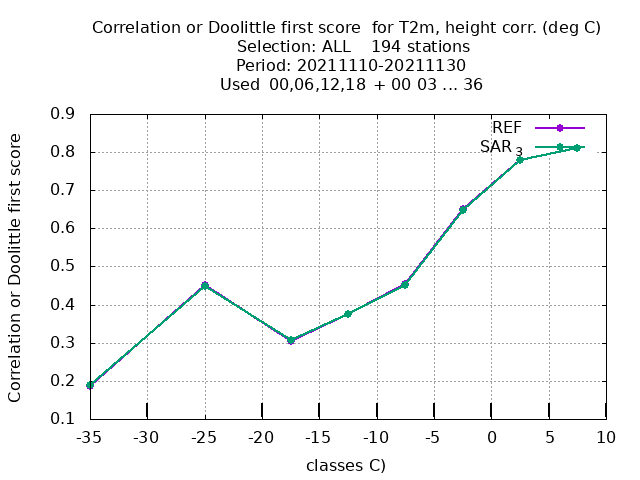 Correlation or Doolittle first score  for T2m, height corr. (deg C)
Selection: ALL    194 stations
Period: 20211110-20211130
Used 00,06,12,18 + 00 03 ... 36
Correlation or Doolittle first score
0.9
0.8
0.7
0.6
0.5
0.4
0.3
0.2
0.1
REF
SAR 3
-35 -30 -25 -20 -15 -10 -5 0 5 10
classes C)